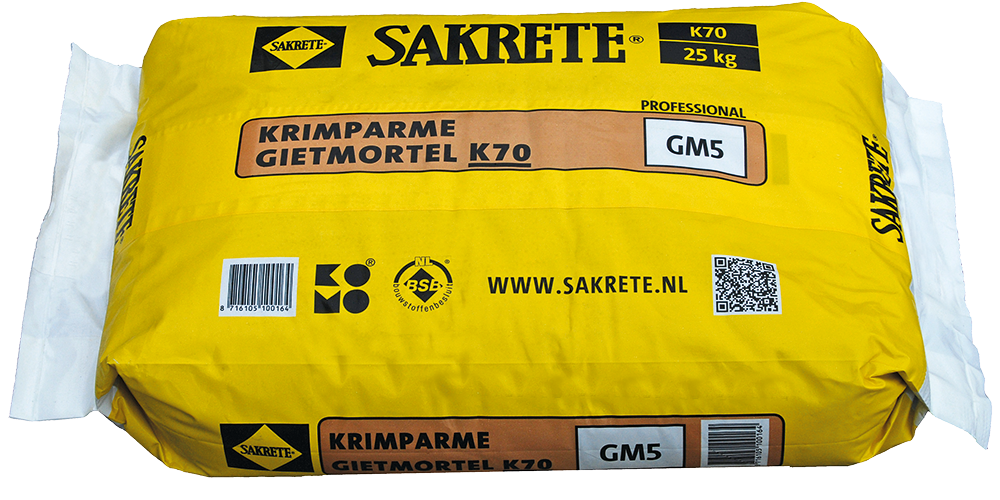 SAKRETE
SAKRETE®
K70
25 kg
PROFESSIONAL
KRIMPARME
GIETMORTEL K70
GM5
SAKRETE
SAKRETE
8 716105 100164
KOMO®
NL
BSB
bouwstoffenbesluit
WWW.SAKRETE.NL
SAKRETE
KRIMPARME
GIETMORTEL K70
GM5